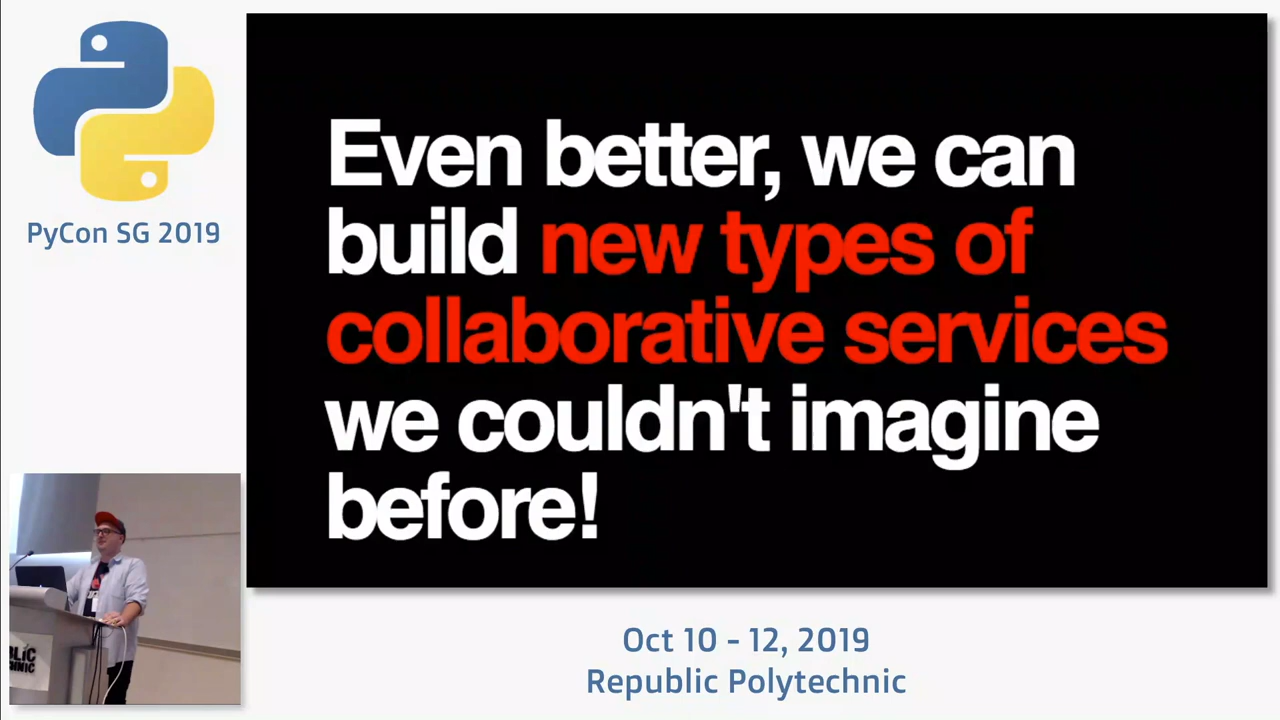 PyCon SG 2019
Even better, we can
build new types of
collaborative services
we couldn't imagine
before!
Oct 10 - 12, 2019
Republic Polytechnic